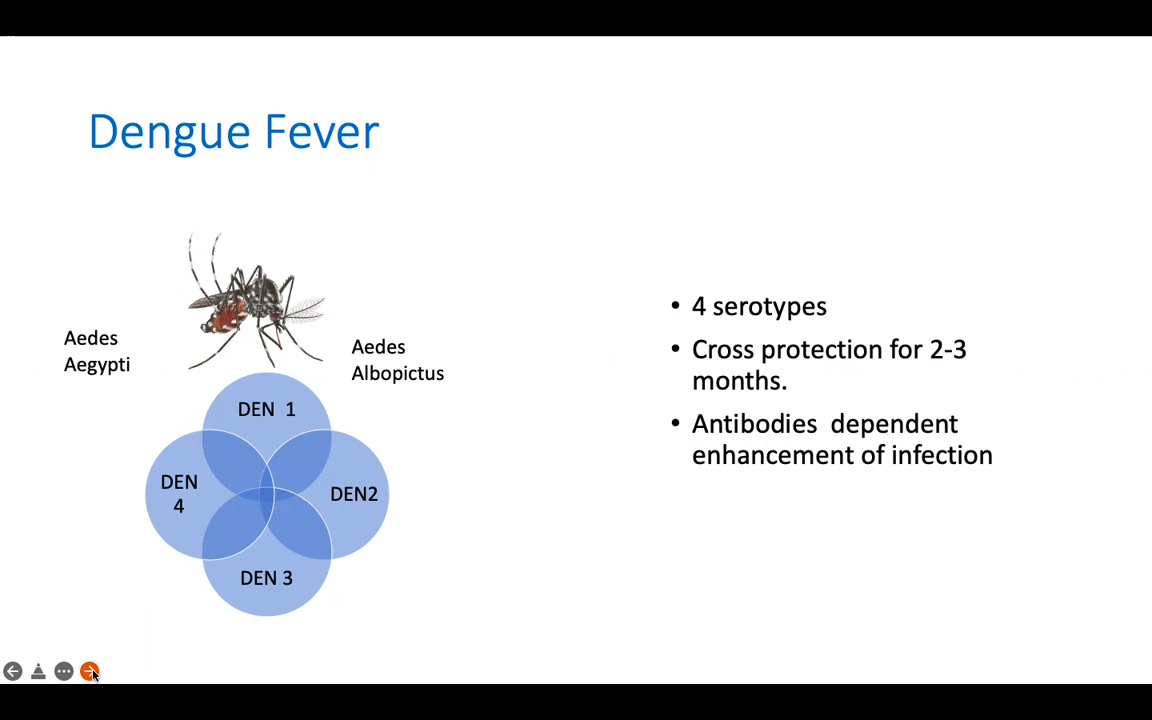 Dengue Fever
Aedes
Aegypti
Aedes
Albopictus
DEN  1
DEN
4
DEN2
DEN 3
• 4 serotypes
• Cross protection for 2-3
months.
• Antibodies  dependent
enhancement of infection